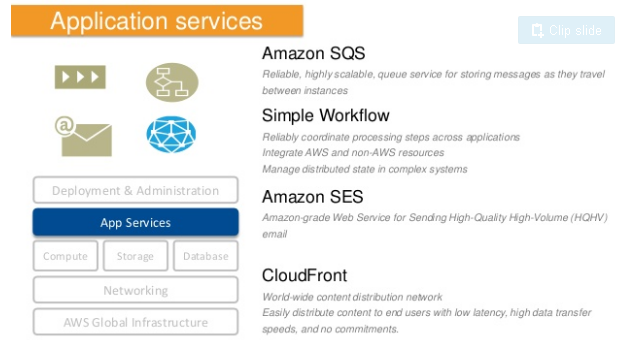 Application services
Clip slide
Amazon SQS
Reliable, highly scalable, queue service for storing messages as they travel
between instances
Simple Workflow
Reliably coordinate processing steps across applications
Integrate AWS and non-AWS resources
Manage distributed state in complex systems
Amazon SES
Amazon-grade Web Service for Sending High-Quality High-Volume (HQHV)
email
CloudFront
World-wide content distribution network
Easily distribute content to end users with low latency, high data transfer
speeds, and no commitments.
@
Deployment & Administration
App Services
Compute
Storage
Database
Networking
AWS Global Infrastructure